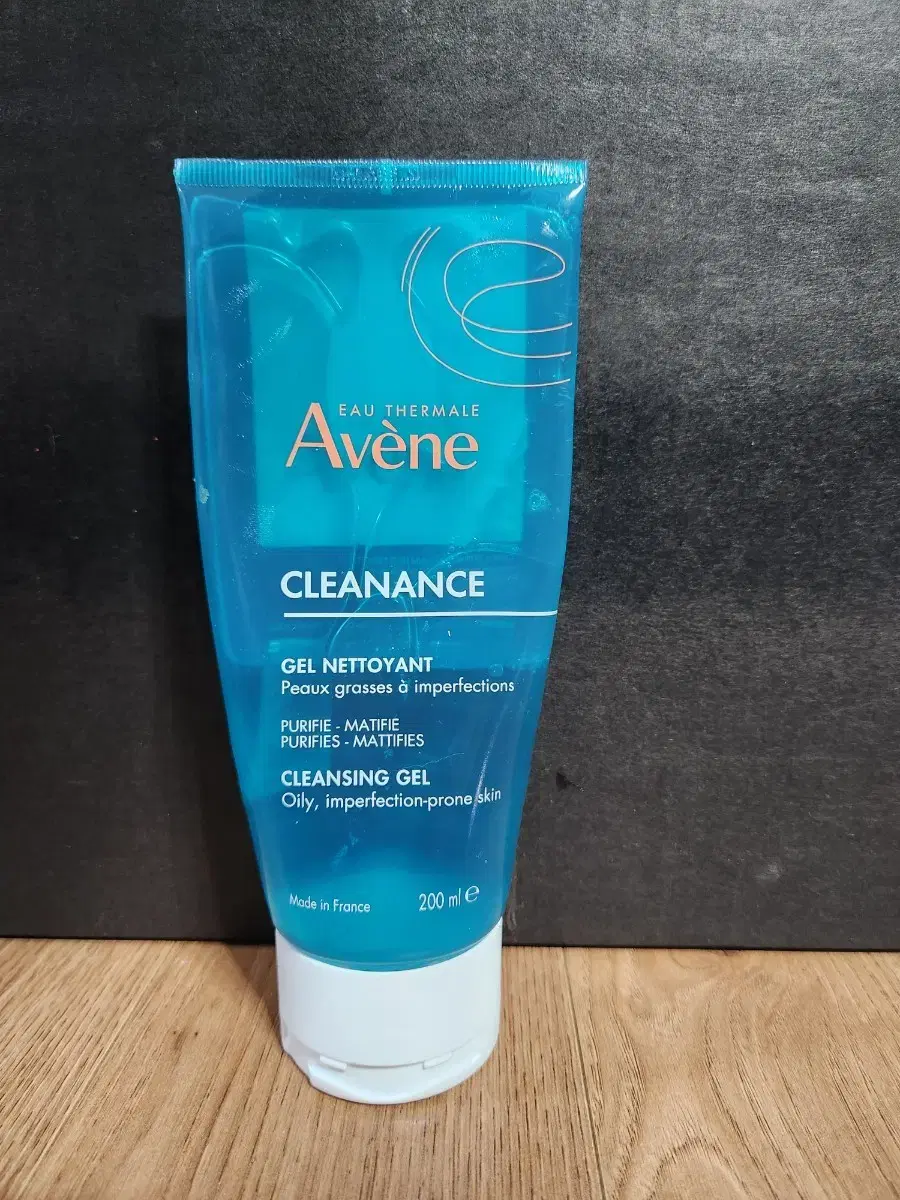 EAU THERMALE
Avène
CLEANANCE
GEL NETTOYANT
Peaux grasses à imperfections
PURIFIE - MATIFIE
PURIFIES - MATTIFIES
CLEANSING GEL
Oily, imperfection-prone skin
Made in France
200 ml ℮